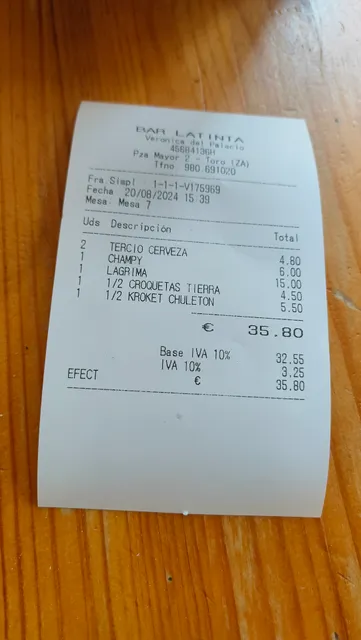 BAR LATINTA
Veronica del Palacio
45684136H
Pza Mayor 2 - Toro (ZA)
Tfno 980.691020
Fra.Simpl 1-1-1-V175969
Fecha 20/08/2024 15:39
Mesa Mesa 7
Uds Descripción Total
2 TERCIO CERVEZA 4.80
1 CHAMPY 6.00
1 LAGRIMA 15.00
1 1/2 CROQUETAS TIERRA 4.50
1 1/2 KROKET CHULETON 5.50
€ 35.80
Base IVA 10% 32.55
IVA 10% 3.25
EFECT € 35.80